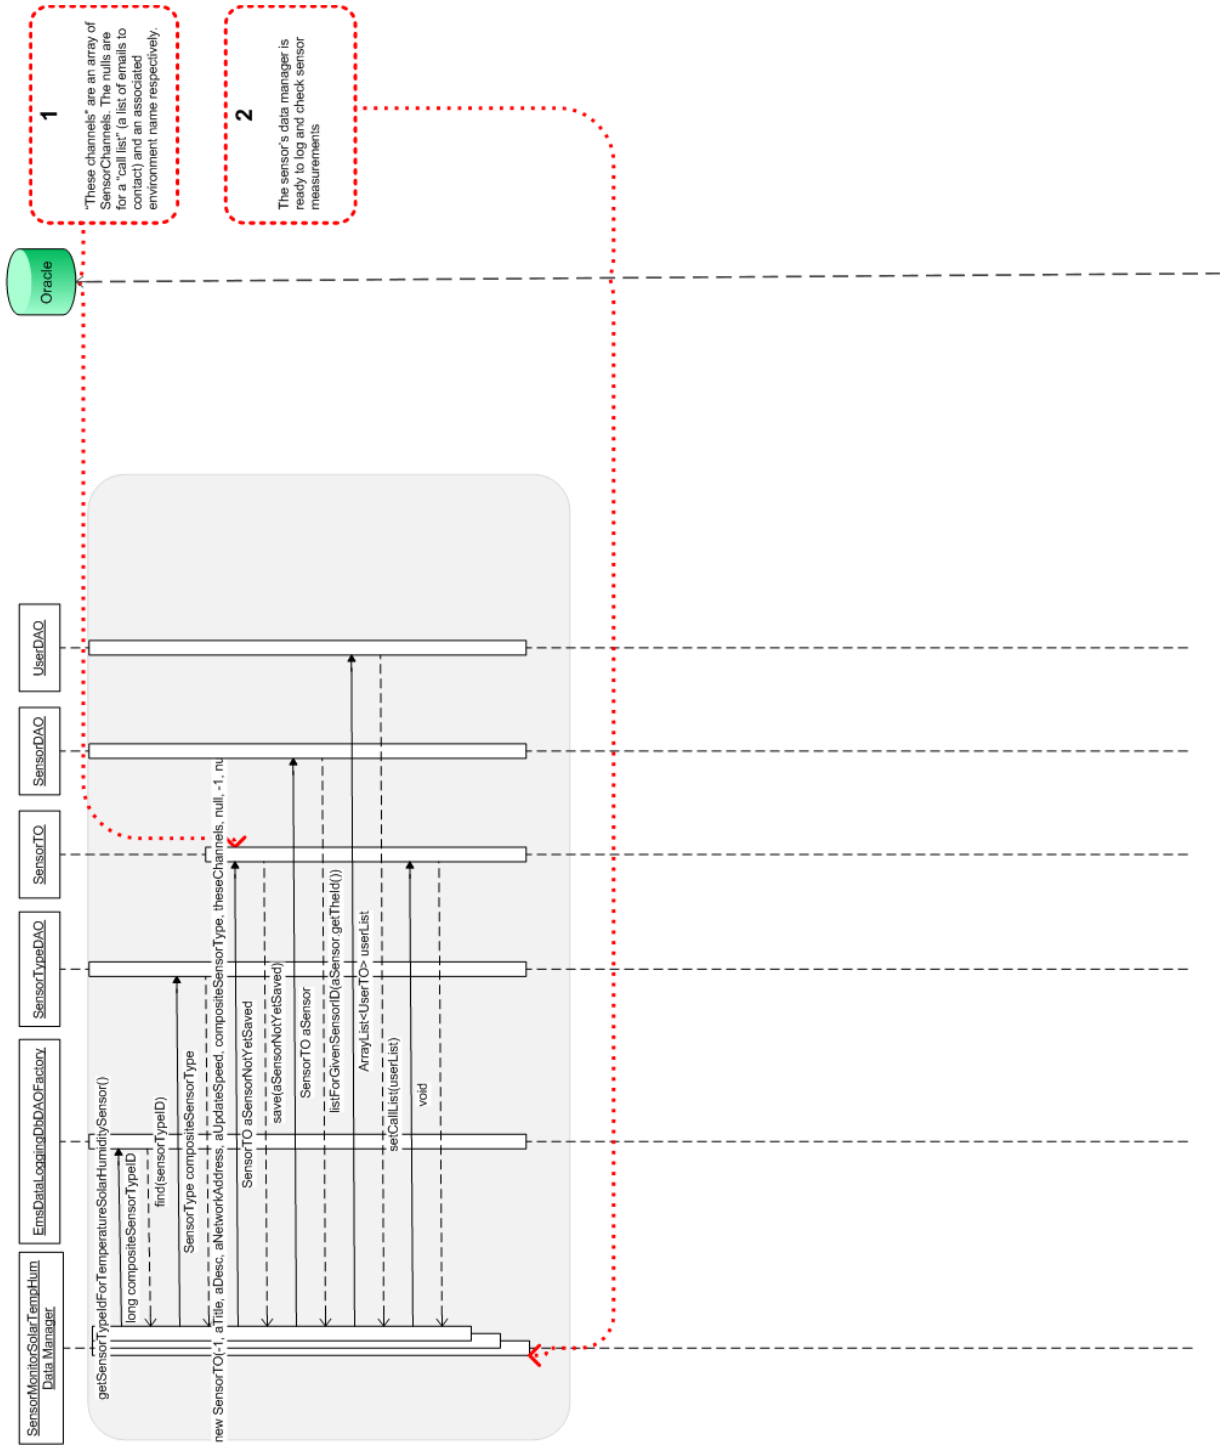 SensorMonitorSolarTempHum
Data Manager
EmsDataLoggingDbDAOFactory
SensorTypeDAO
SensorTO
SensorDAO
UserDAO
Oracle
1
"These channels" are an array of
SensorChannels. The nulls are
for a "call list" (a list of emails to
contact) and an associated
environment name respectively.
2
The sensor's data manager is
ready to log and check sensor
measurements
getSensorTypeIdForTemperatureSolarHumiditySensor()
long compositeSensorTypeID
find(sensorTypeID)
SensorType compositeSensorType
new SensorTO(-1, aTitle, aDesc, aNetworkAddress, aUpdateSpeed, compositeSensorType, theseChannels, null, -1, nu
SensorTO aSensorNotYetSaved
save(aSensorNotYetSaved)
SensorTO aSensor
listForGivenSensorID(aSensor.getTheId())
ArrayList<UserTO> userList
setCallList(userList)
void